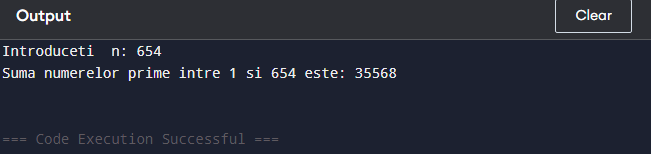 Output
Clear
Introduceti  n: 654
Suma numerelor prime intre 1 si 654 este: 35568
=== Code Execution Successful ===